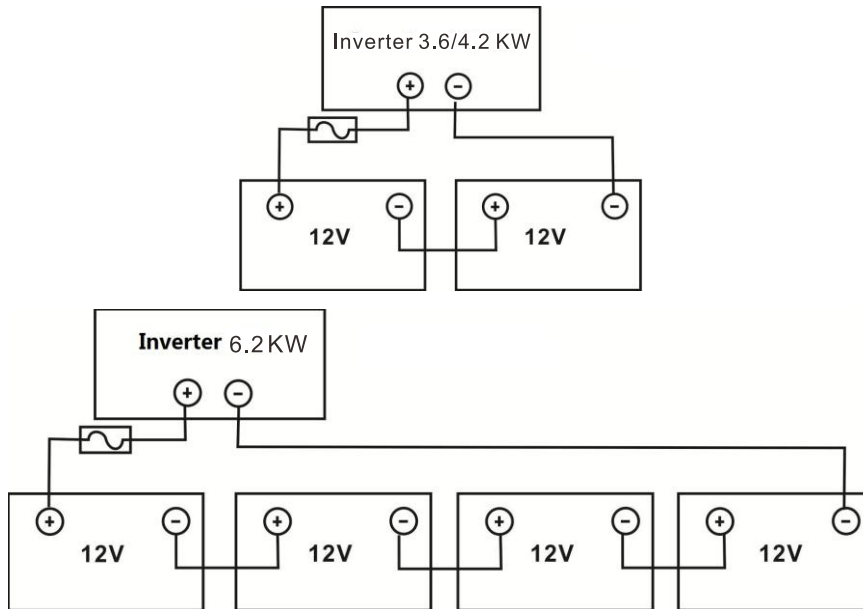 Inverter 3.6/4.2 KW
+ −
+ − + −
12V 12V
Inverter 6.2 KW
+ −
+ − + − + − + −
12V 12V 12V 12V